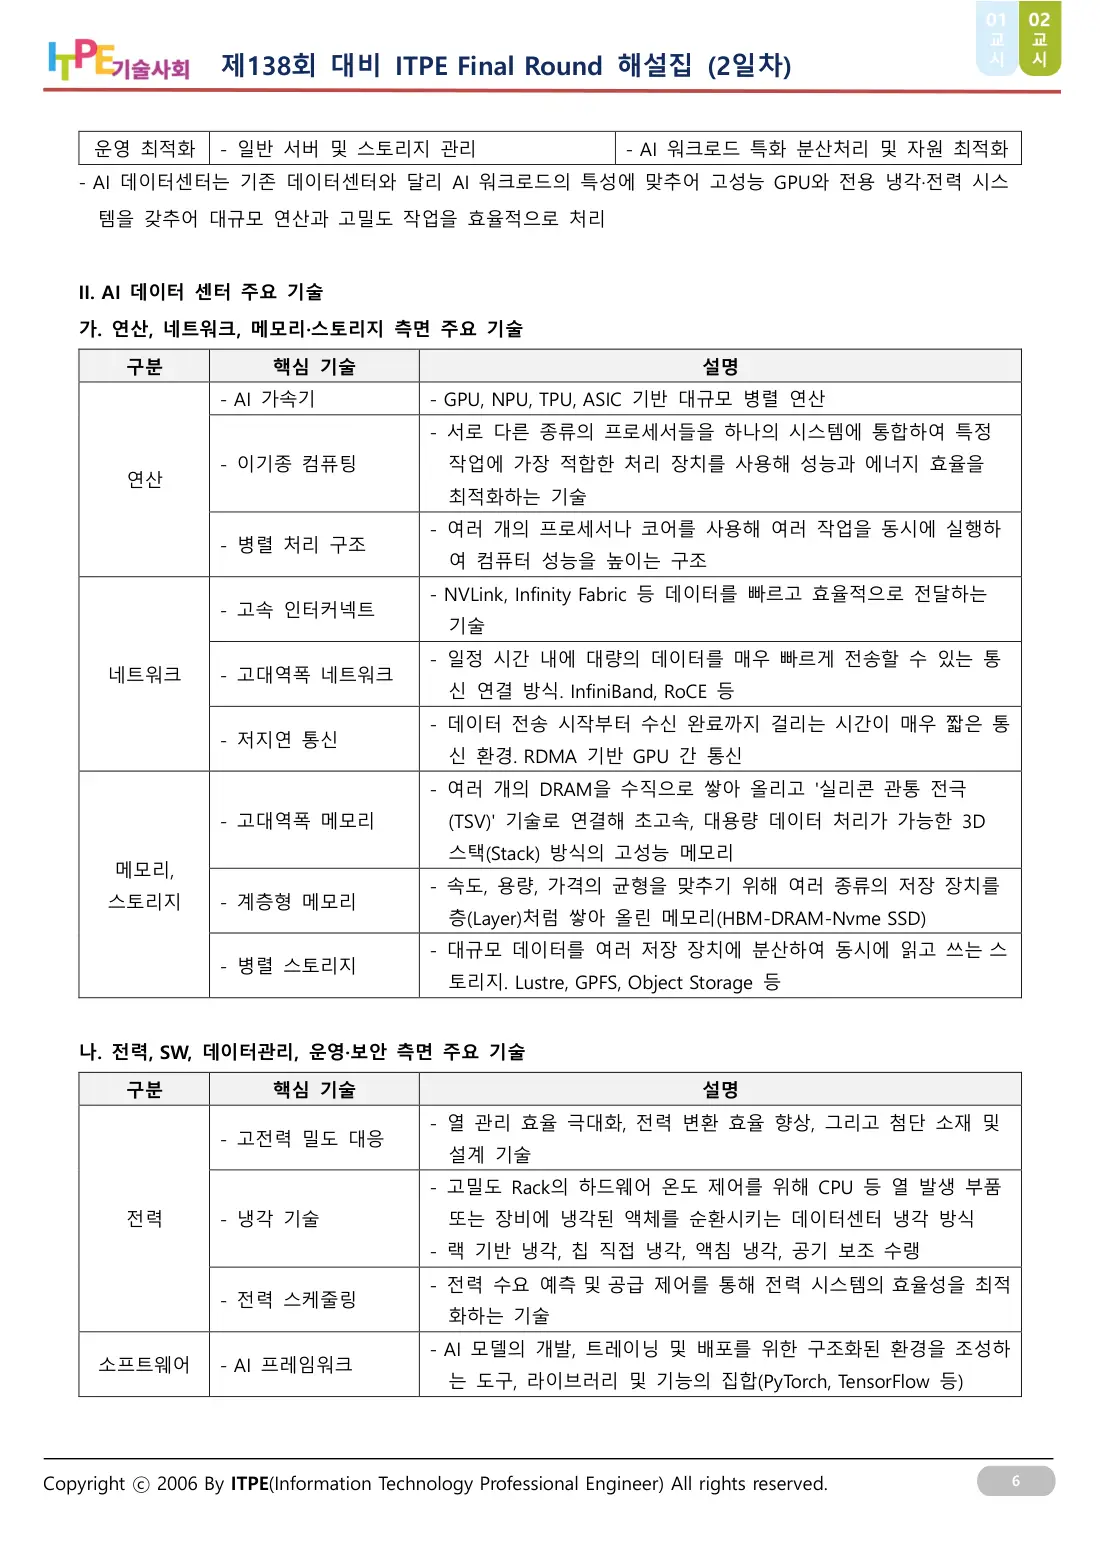 01
교
시
02
교
시
ITPE기술사회 제138회 대비 ITPE Final Round 해설집 (2일차)
운영 최적화 - 일반 서버 및 스토리지 관리 - AI 워크로드 특화 분산처리 및 자원 최적화
- AI 데이터센터는 기존 데이터센터와 달리 AI 워크로드의 특성에 맞추어 고성능 GPU와 전용 냉각·전력 시스
템을 갖추어 대규모 연산과 고밀도 작업을 효율적으로 처리
II. AI 데이터 센터 주요 기술
가. 연산, 네트워크, 메모리·스토리지 측면 주요 기술
구분 핵심 기술 설명
연산
- AI 가속기
- GPU, NPU, TPU, ASIC 기반 대규모 병렬 연산
- 이기종 컴퓨팅
- 서로 다른 종류의 프로세서들을 하나의 시스템에 통합하여 특정
작업에 가장 적합한 처리 장치를 사용해 성능과 에너지 효율을
최적화하는 기술
- 병렬 처리 구조
- 여러 개의 프로세서나 코어를 사용해 여러 작업을 동시에 실행하
여 컴퓨터 성능을 높이는 구조
네트워크
- 고속 인터커넥트
- NVLink, Infinity Fabric 등 데이터를 빠르고 효율적으로 전달하는
기술
- 고대역폭 네트워크
- 일정 시간 내에 대량의 데이터를 매우 빠르게 전송할 수 있는 통
신 연결 방식. InfiniBand, RoCE 등
- 저지연 통신
- 데이터 전송 시작부터 수신 완료까지 걸리는 시간이 매우 짧은 통
신 환경. RDMA 기반 GPU 간 통신
메모리,
스토리지
- 고대역폭 메모리
- 여러 개의 DRAM을 수직으로 쌓아 올리고 '실리콘 관통 전극
(TSV)' 기술로 연결해 초고속, 대용량 데이터 처리가 가능한 3D
스택(Stack) 방식의 고성능 메모리
- 계층형 메모리
- 속도, 용량, 가격의 균형을 맞추기 위해 여러 종류의 저장 장치를
층(Layer)처럼 쌓아 올린 메모리(HBM-DRAM-Nvme SSD)
- 병렬 스토리지
- 대규모 데이터를 여러 저장 장치에 분산하여 동시에 읽고 쓰는 스
토리지. Lustre, GPFS, Object Storage 등
나. 전력, SW, 데이터관리, 운영·보안 측면 주요 기술
구분 핵심 기술 설명
전력
- 고전력 밀도 대응
- 열 관리 효율 극대화, 전력 변환 효율 향상, 그리고 첨단 소재 및
설계 기술
- 냉각 기술
- 고밀도 Rack의 하드웨어 온도 제어를 위해 CPU 등 열 발생 부품
또는 장비에 냉각된 액체를 순환시키는 데이터센터 냉각 방식
- 랙 기반 냉각, 칩 직접 냉각, 액침 냉각, 공기 보조 수랭
- 전력 스케줄링
- 전력 수요 예측 및 공급 제어를 통해 전력 시스템의 효율성을 최적
화하는 기술
소프트웨어
- AI 프레임워크
- AI 모델의 개발, 트레이닝 및 배포를 위한 구조화된 환경을 조성하
는 도구, 라이브러리 및 기능의 집합(PyTorch, TensorFlow 등)
Copyright ⓒ 2006 By ITPE(Information Technology Professional Engineer) All rights reserved.
6